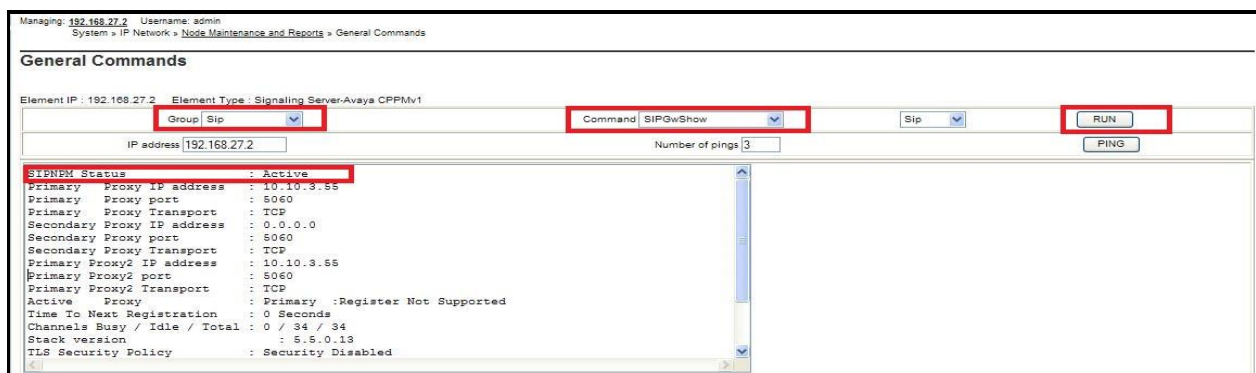 Managing: 192.168.27.2 Username: admin
System » IP Network » Node Maintenance and Reports » General Commands
General Commands
Element IP : 192.168.27.2 Element Type : Signaling Server-Avaya CPPMv1
Group Sip Command SIPGwShow Sip RUN
IP address 192.168.27.2 Number of pings 3 PING
SIPNPM Status : Active
Primary Proxy IP address : 10.10.3.55
Primary Proxy port : 5060
Primary Proxy Transport : TCP
Secondary Proxy IP address : 0.0.0.0
Secondary Proxy port : 5060
Secondary Proxy Transport : TCP
Primary Proxy2 IP address : 10.10.3.55
Primary Proxy2 port : 5060
Primary Proxy2 Transport : TCP
Active Proxy : Primary :Register Not Supported
Time To Next Registration : 0 Seconds
Channels Busy / Idle / Total : 0 / 34 / 34
Stack version : 5.5.0.13
TLS Security Policy : Security Disabled